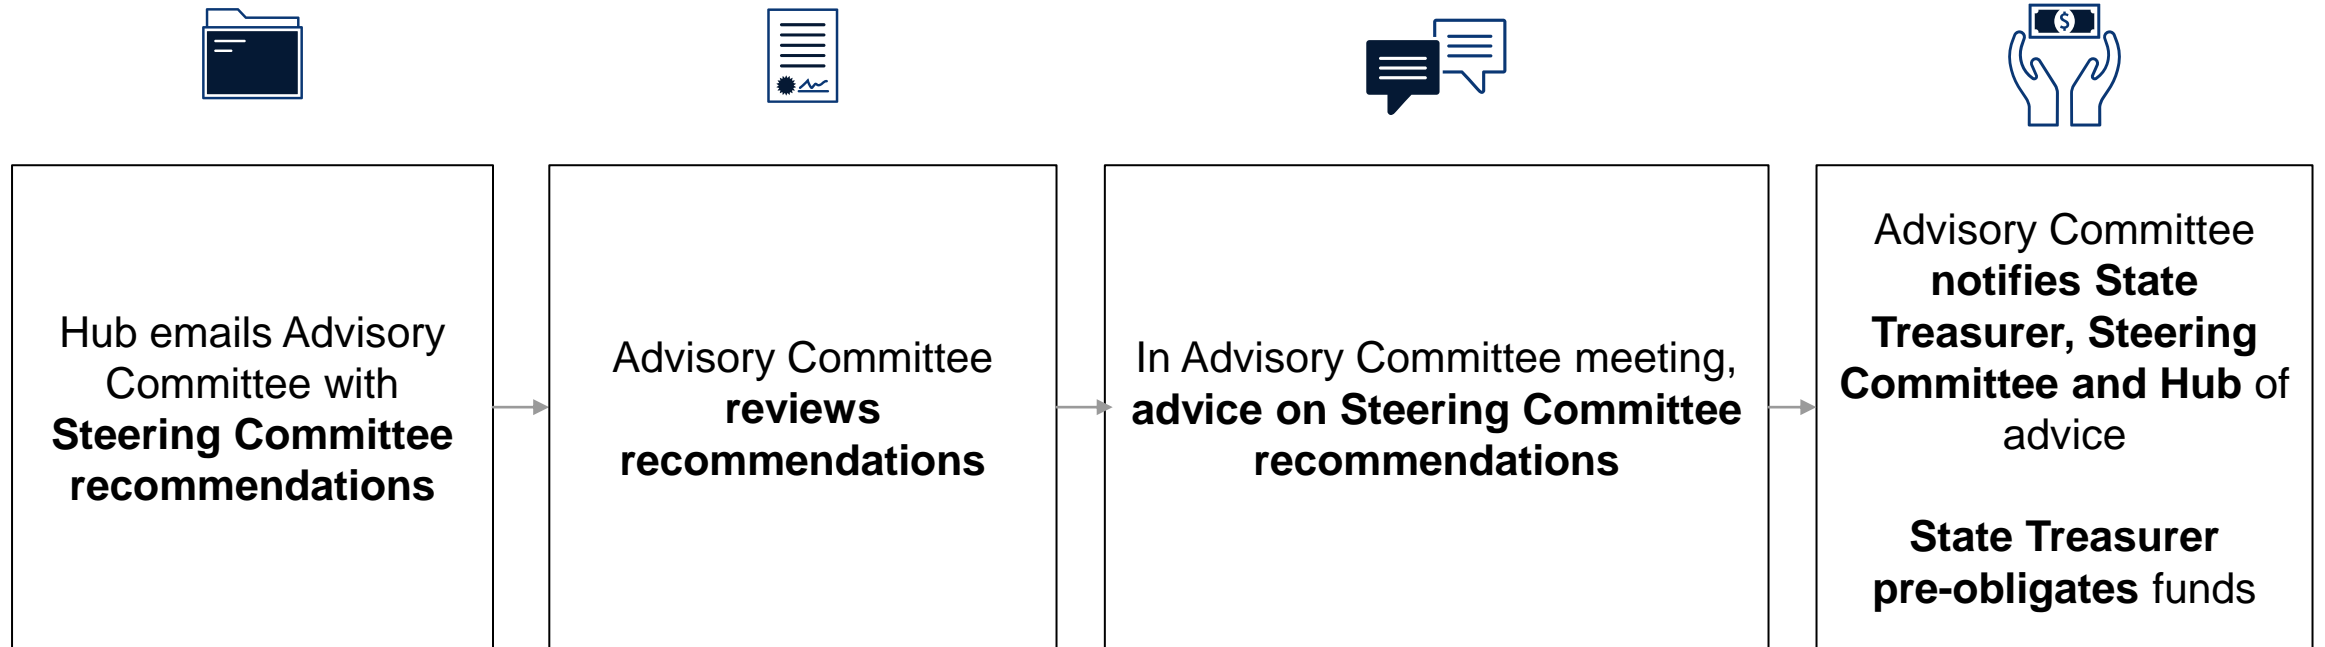 Hub emails Advisory
Committee with
Steering Committee
recommendations
Advisory Committee
reviews
recommendations
In Advisory Committee meeting,
advice on Steering Committee
recommendations
Advisory Committee
notifies State
Treasurer, Steering
Committee and Hub of
advice
State Treasurer
pre-obligates funds